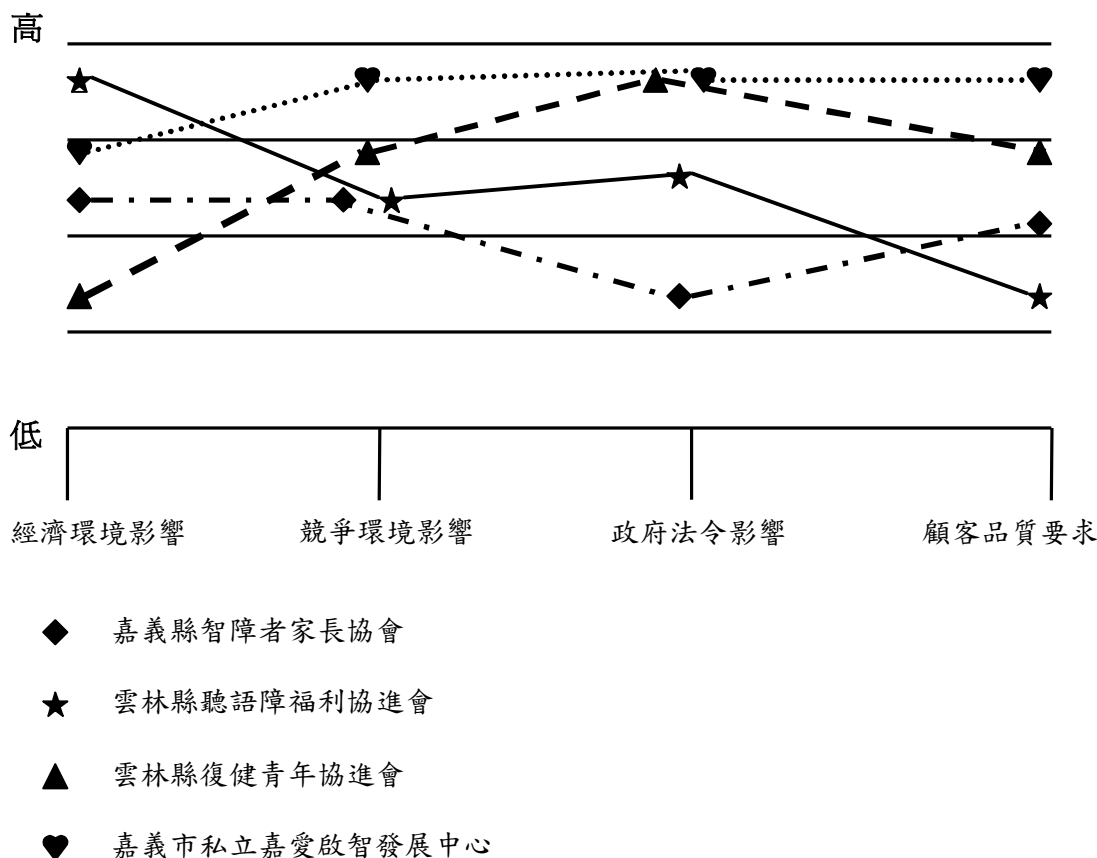 高
低
經濟環境影響 競爭環境影響 政府法令影響 顧客品質要求
嘉義縣智障者家長協會
雲林縣聽語障福利協進會
雲林縣復健青年協進會
嘉義市私立嘉愛啟智發展中心